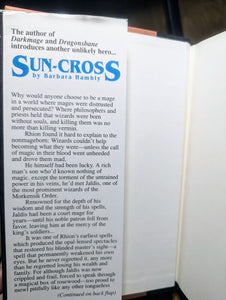 The author of
Darkmage and Dragonsbane
introduces another unlikely hero...
SUN-CROSS
by Barbara Hambly
Why would anyone choose to be a mage
in a world where mages were distrusted
and persecuted? Where philosophers and
priests held that wizards were born
without souls, and killing them was no
more than killing vermin.
Rhion found it hard to explain to the
nonmageborn: Wizards couldn't help
becoming what they were—unless the call
of magic in their blood went unheeded
and drove them mad.
He himself had been lucky. A rich
man's son who'd known nothing of
magic, except the torment of the untamed
power in his veins, he'd met Jaldis, one
of the most powerful wizards of the
Morkensik Order.
Renowned for the depth of his
wisdom and the strength of his spells,
Jaldis had been a court mage for
years—until his noble patron fell from
favor, leaving him at the mercy of the
king's soldiers...
It was one of Rhion's earliest spells
which produced the opal-lensed spectacles
that restored his blinded master's sight—a
spell that permanently weakened his own
eyes. But he never regretted it, any more
than he regretted losing his wealth and
family. For although Jaldis was now
crippled and frail, forced to speak through
a magical box of rosewood—too proud to
mewl pitifully like any other tongueless
(Continued on back flap)